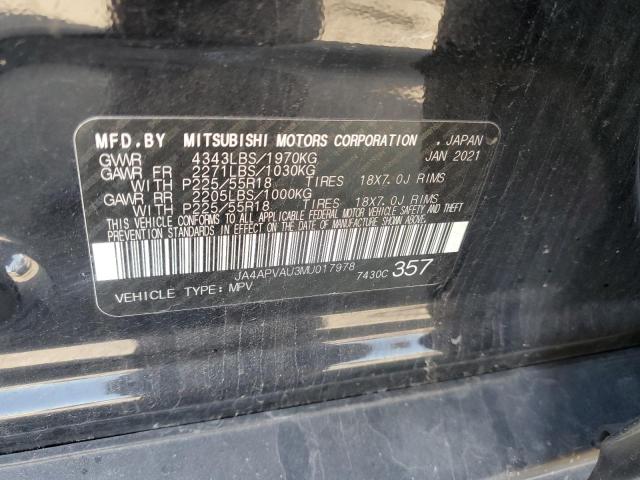 MFD.BY MITSUBISHI MOTORS CORPORATION . JAPAN
GVWR 4343LBS/1970KG JAN 2021
GAWR FR 2271LBS/1030KG
WITH P225/55R18 TIRES 18X7.0J RIMS
GAWR RR 2205LBS/1000KG
WITH P225/55R18 TIRES 18X7.0J RIMS
THIS VEHICLE CONFORMS TO ALL APPLICABLE FEDERAL MOTOR VEHICLE SAFETY AND THEFT
PREVENTION STANDARDS IN EFFECT ON THE DATE OF MANUFACTURE SHOWN ABOVE.
JA4APVAU3MU017978
7430C 357
VEHICLE TYPE: MPV